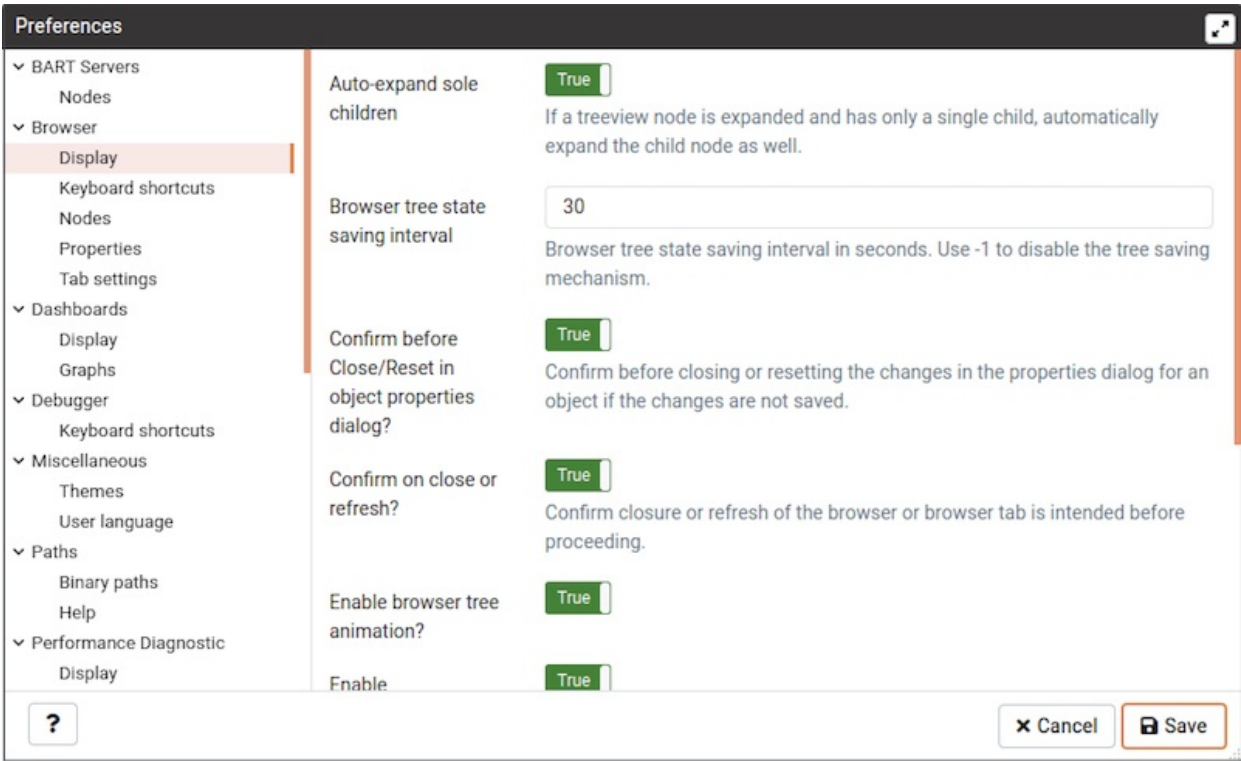 Preferences
BART Servers
Nodes
Browser
Display
Keyboard shortcuts
Nodes
Properties
Tab settings
Dashboards
Display
Graphs
Debugger
Keyboard shortcuts
Miscellaneous
Themes
User language
Paths
Binary paths
Help
Performance Diagnostic
Display
Auto-expand sole
children
True
If a treeview node is expanded and has only a single child, automatically
expand the child node as well.
Browser tree state
saving interval
30
Browser tree state saving interval in seconds. Use -1 to disable the tree saving
mechanism.
Confirm before
Close/Reset in
object properties
dialog?
True
Confirm before closing or resetting the changes in the properties dialog for an
object if the changes are not saved.
Confirm on close or
refresh?
True
Confirm closure or refresh of the browser or browser tab is intended before
proceeding.
Enable browser tree
animation?
True
Enable
True
?
Cancel
Save